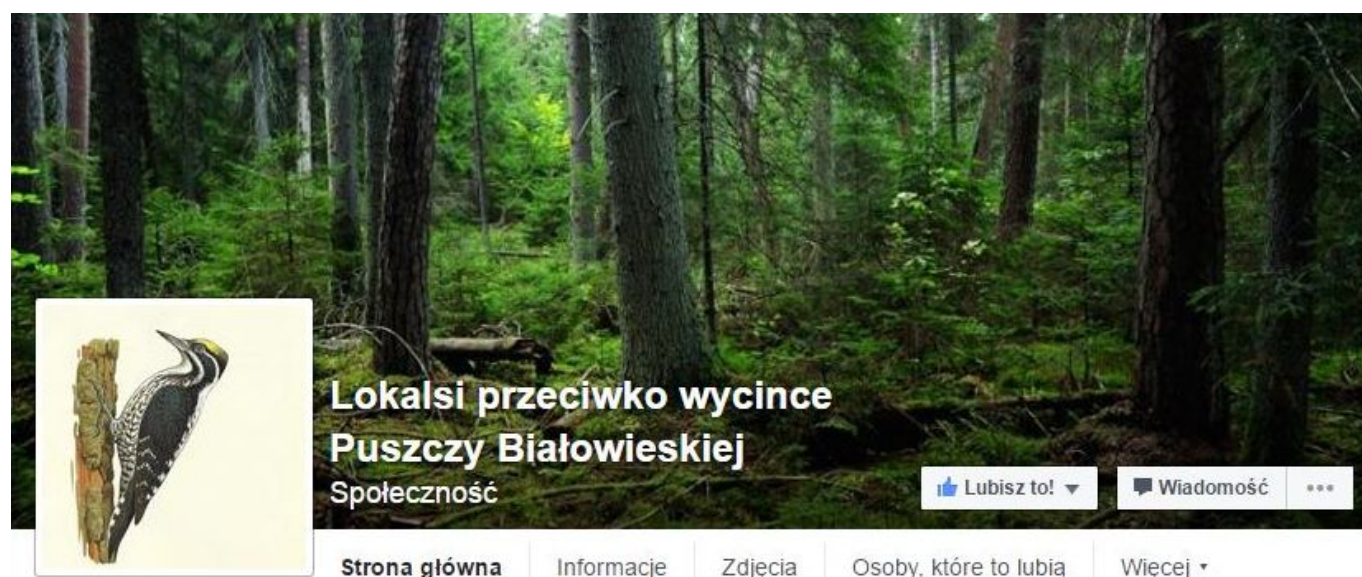 Lokalsi przeciwko wycince
Puszczy Białowieskiej
Społeczność
Lubisz to!
Wiadomość
Strona główna
Informacje
Zdjęcia
Osoby, które to lubią
Więcej